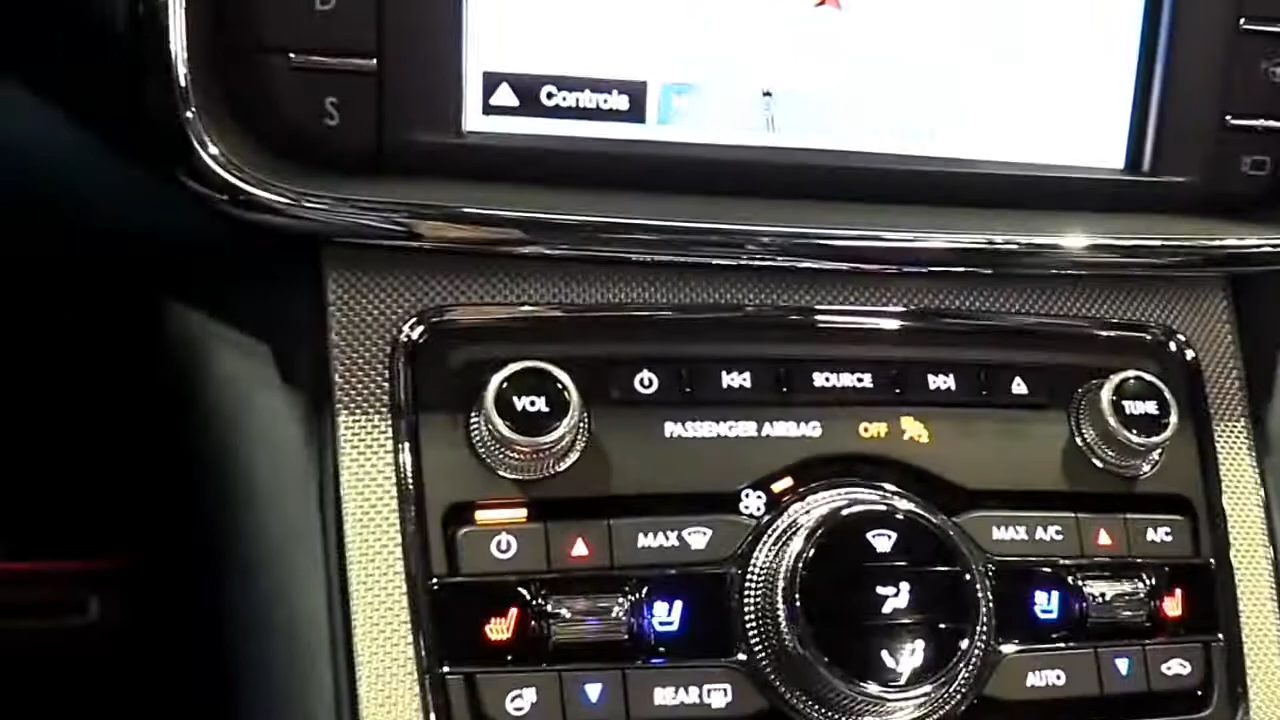 D
S
Controls
VOL
SOURCE
TUNE
PASSENGER AIRBAG OFF
MAX
MAX A/C
A/C
REAR
AUTO